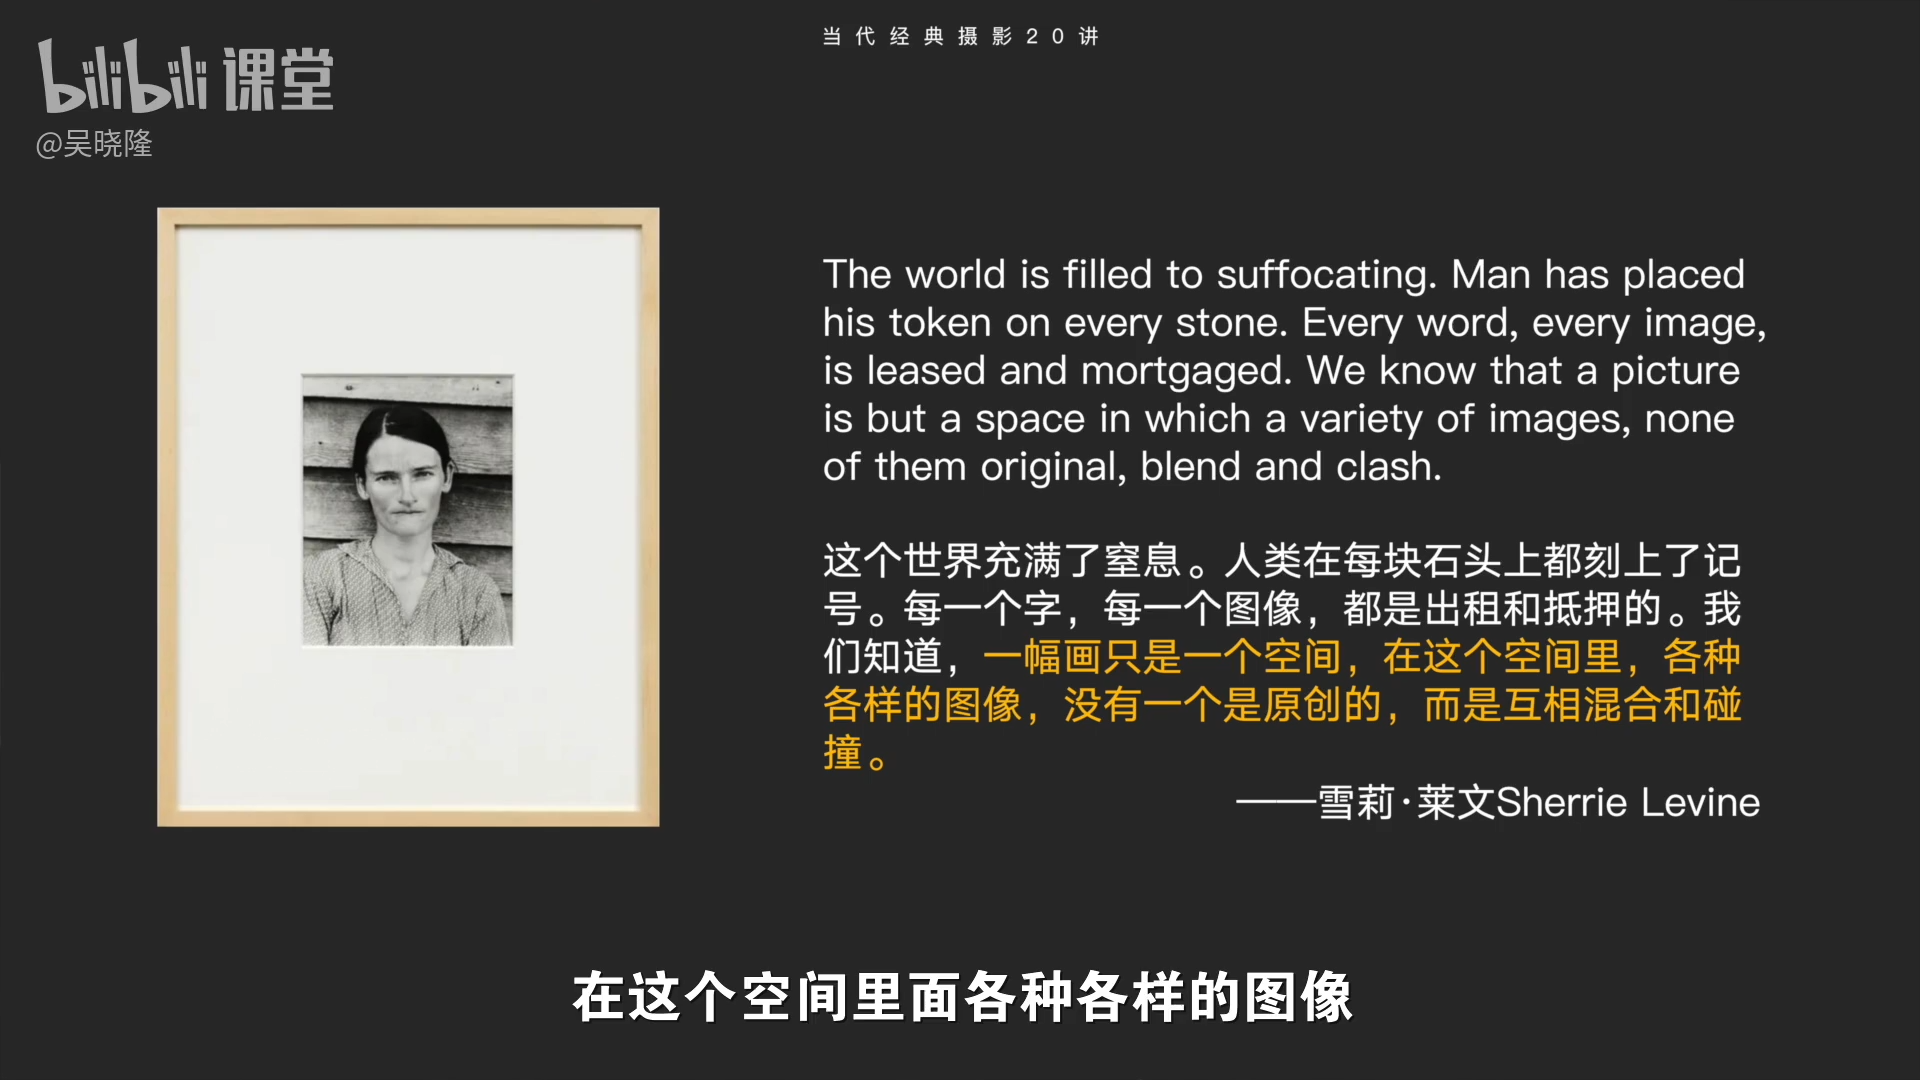 当代经典摄影20讲
bilibili 课堂
@吴晓隆
The world is filled to suffocating. Man has placed
his token on every stone. Every word, every image,
is leased and mortgaged. We know that a picture
is but a space in which a variety of images, none
of them original, blend and clash.
这个世界充满了窒息。人类在每块石头上都刻上了记
号。每一个字，每一个图像，都是出租和抵押的。我
们知道，一幅画只是一个空间，在这个空间里，各种
各样的图像，没有一个是原创的，而是互相混合和碰
撞。
——雪莉·莱文Sherrie Levine
在这个空间里面各种各样的图像